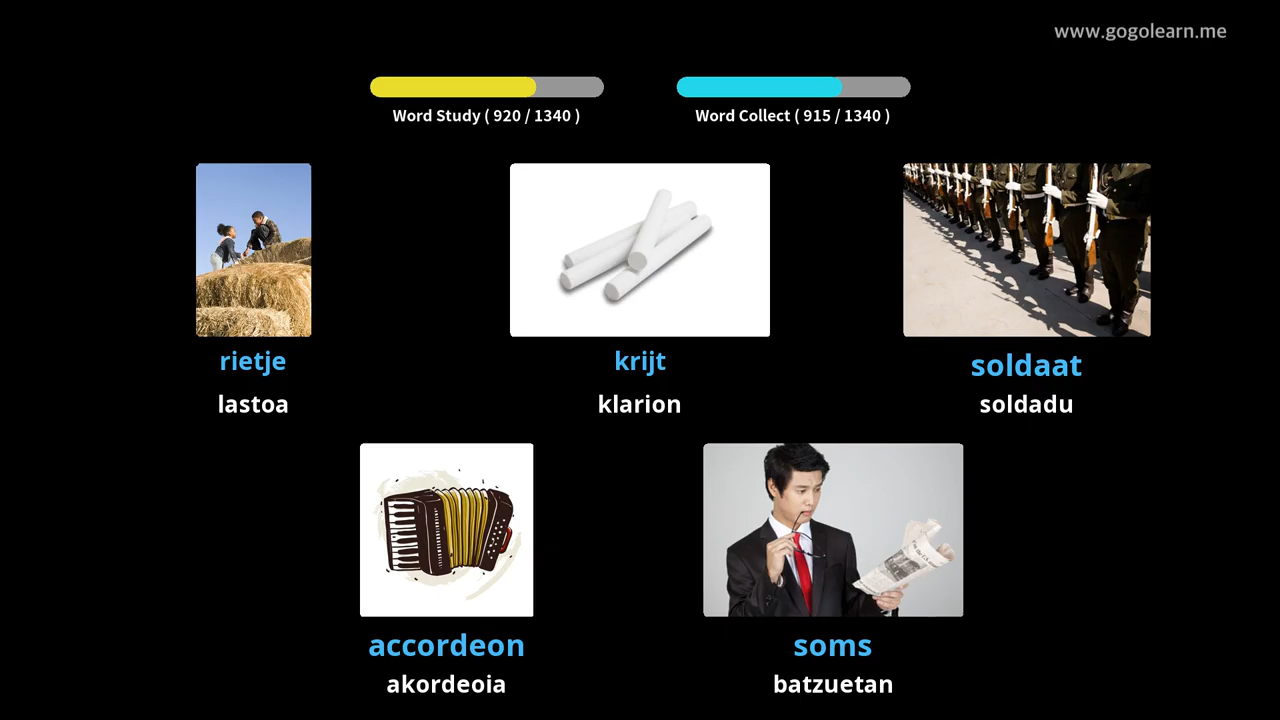 www.gogolearn.me
Word Study ( 920 / 1340 )
Word Collect ( 915 / 1340 )
rietje
lastoa
krijt
klarion
soldaat
soldadu
accordeon
akordeoia
soms
batzuetan